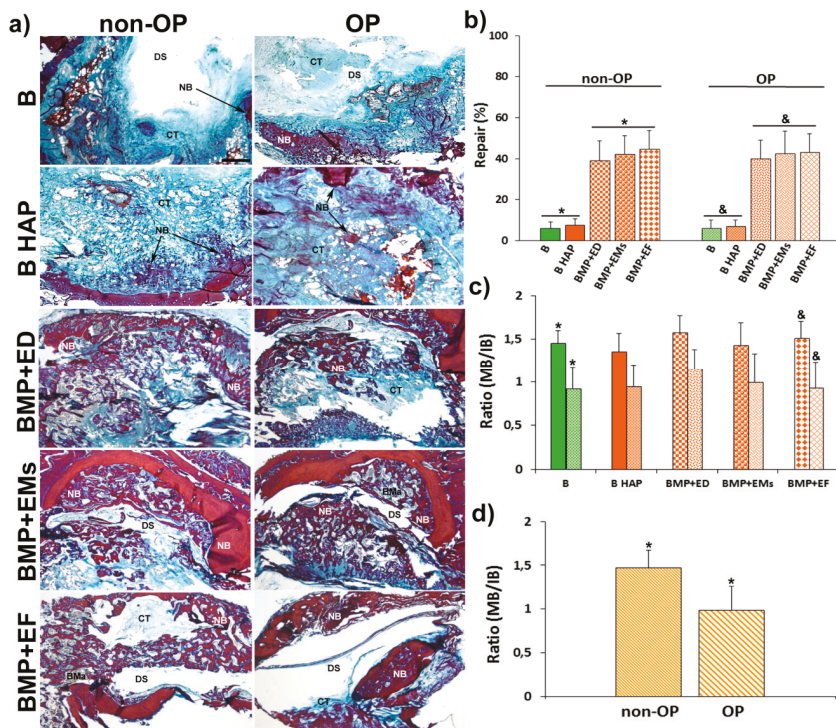 a)
non-OP
OP
B
DS
NB
CT
CT
DS
NB
B HAP
CT
NB
NB
CT
BMP+ED
NB
NB
NB
CT
BMP+EMs
NB
DS
NB
BMa
NB
DS
NB
BMP+EF
CT
NB
BMa
DS
NB
DS
NB
CT
b)
Repair (%)
100
80
60
40
20
0
non-OP
OP
*
*
&
&
B
B HAP
BMP+ED
BMP+EMs
BMP+EF
B
B HAP
BMP+ED
BMP+EMs
BMP+EF
c)
Ratio (MB/IB)
2
1,5
1
0,5
0
*
*
&
&
B
B HAP
BMP+ED
BMP+EMs
BMP+EF
d)
Ratio (MB/IB)
2
1,5
1
0,5
0
*
*
non-OP
OP